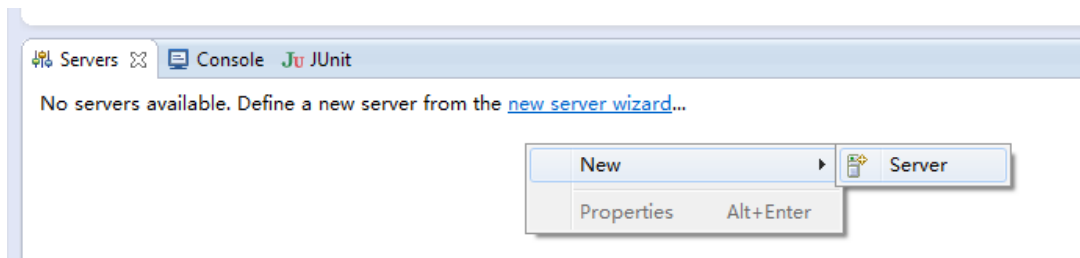 Servers Console JUnit
No servers available. Define a new server from the new server wizard...
New Server
Properties Alt+Enter